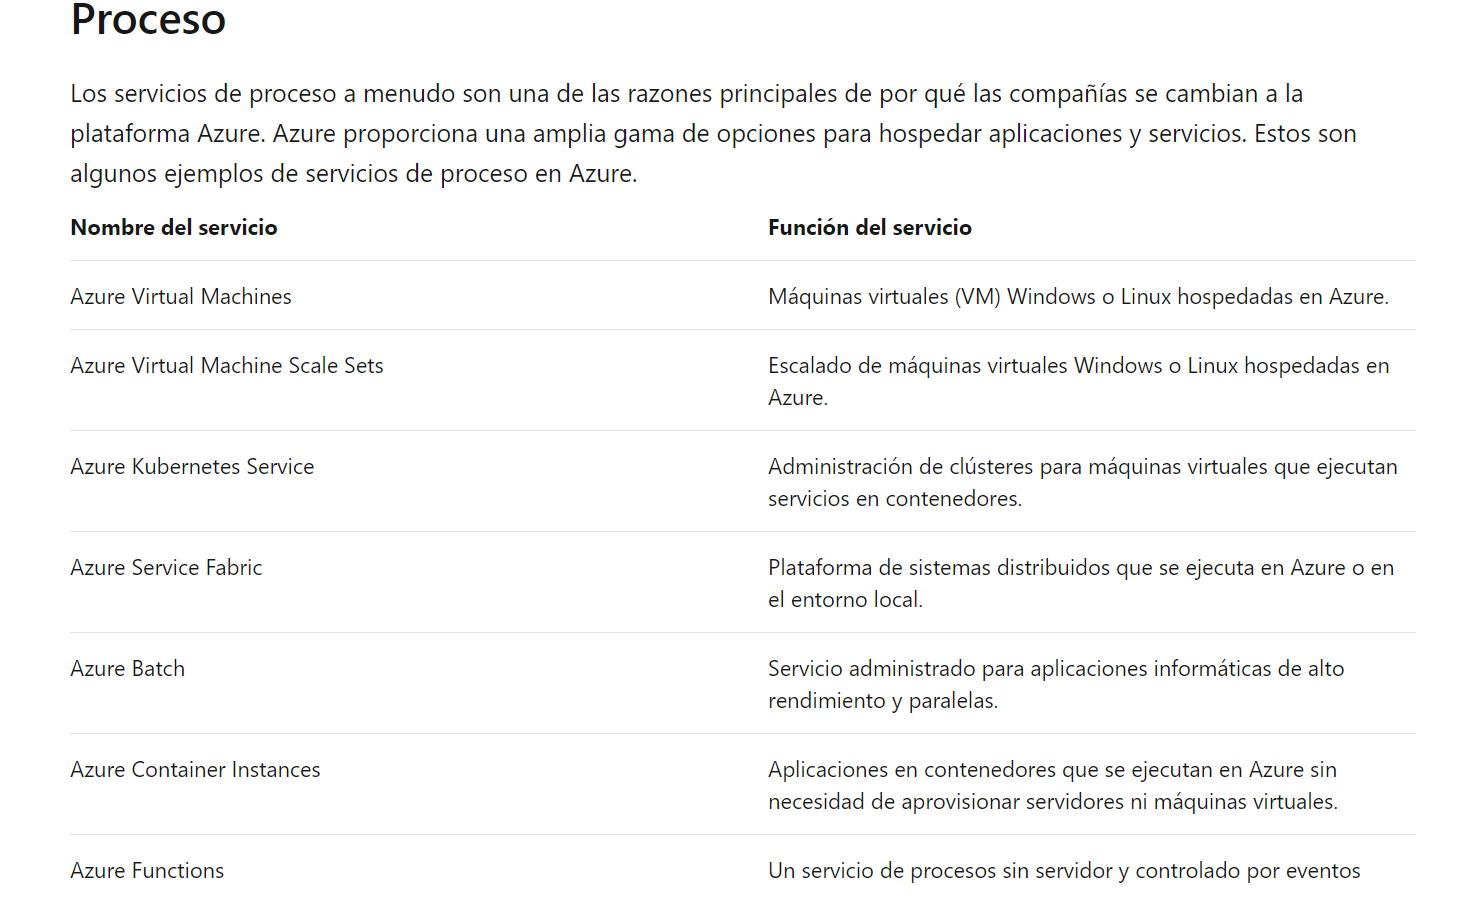 Proceso
Los servicios de proceso a menudo son una de las razones principales de por qué las compañías se cambian a la
plataforma Azure. Azure proporciona una amplia gama de opciones para hospedar aplicaciones y servicios. Estos son
algunos ejemplos de servicios de proceso en Azure.
Nombre del servicio Función del servicio
Azure Virtual Machines Máquinas virtuales (VM) Windows o Linux hospedadas en Azure.
Azure Virtual Machine Scale Sets Escalado de máquinas virtuales Windows o Linux hospedadas en
Azure.
Azure Kubernetes Service Administración de clústeres para máquinas virtuales que ejecutan
servicios en contenedores.
Azure Service Fabric Plataforma de sistemas distribuidos que se ejecuta en Azure o en
el entorno local.
Azure Batch Servicio administrado para aplicaciones informáticas de alto
rendimiento y paralelas.
Azure Container Instances Aplicaciones en contenedores que se ejecutan en Azure sin
necesidad de aprovisionar servidores ni máquinas virtuales.
Azure Functions Un servicio de procesos sin servidor y controlado por eventos